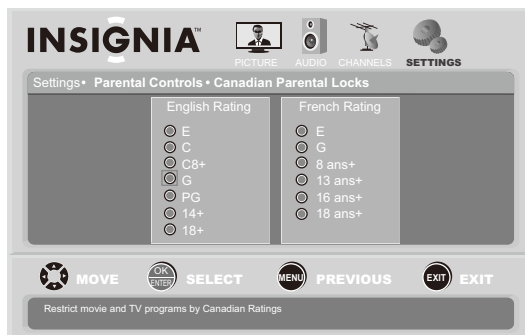 INSIGNIA™
PICTURE AUDIO CHANNELS SETTINGS
Settings• Parental Controls • Canadian Parental Locks
English Rating
E
C
C8+
G
PG
14+
18+
French Rating
E
G
8 ans+
13 ans+
16 ans+
18 ans+
MOVE
OK
ENTER
SELECT
MENU
PREVIOUS
EXIT
EXIT
Restrict movie and TV programs by Canadian Ratings